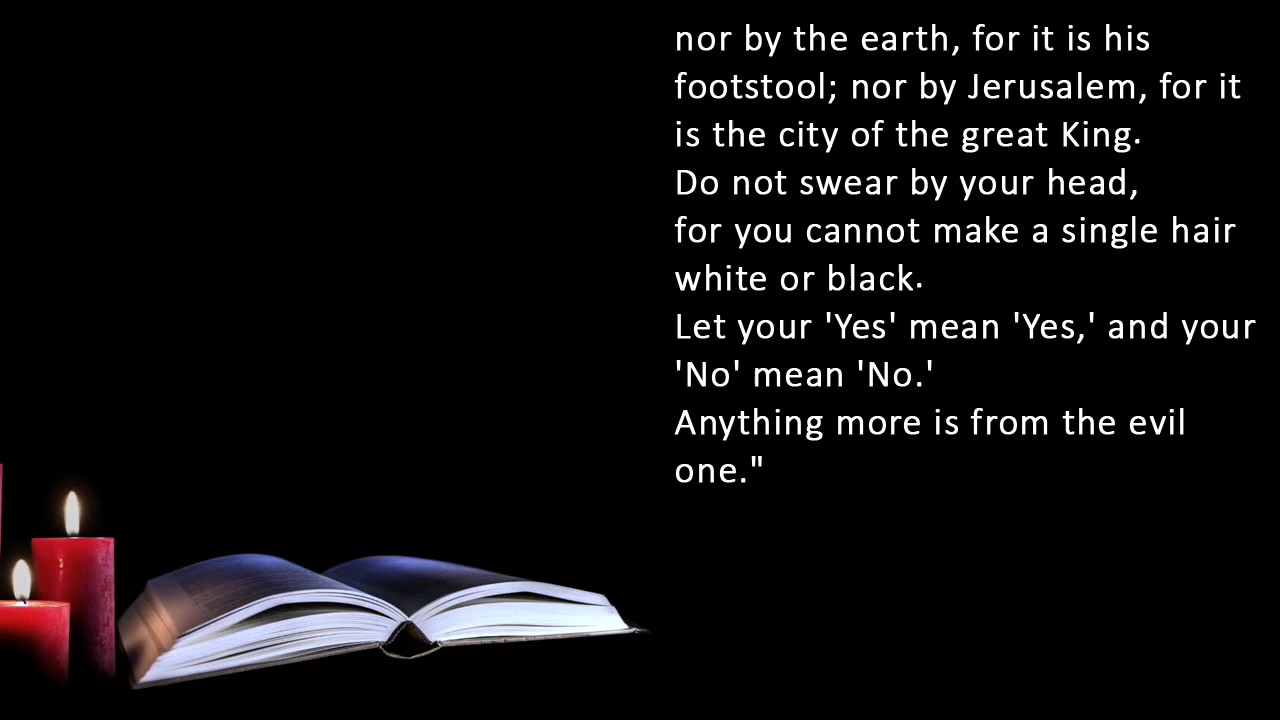 nor by the earth, for it is his
footstool; nor by Jerusalem, for it
is the city of the great King.
Do not swear by your head,
for you cannot make a single hair
white or black.
Let your 'Yes' mean 'Yes,' and your
'No' mean 'No.'
Anything more is from the evil
one."